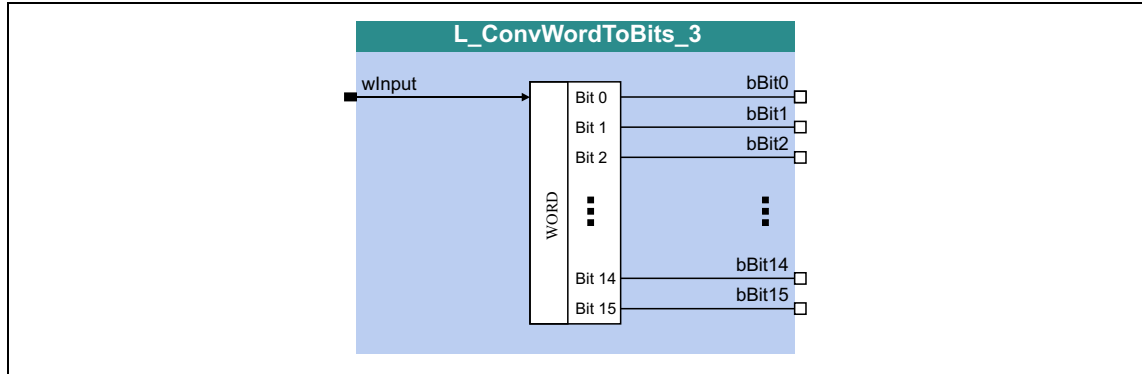 L_ConvWordToBits_3
wInput
WORD
Bit 0
bBit0
Bit 1
bBit1
Bit 2
bBit2
Bit 14
bBit14
Bit 15
bBit15